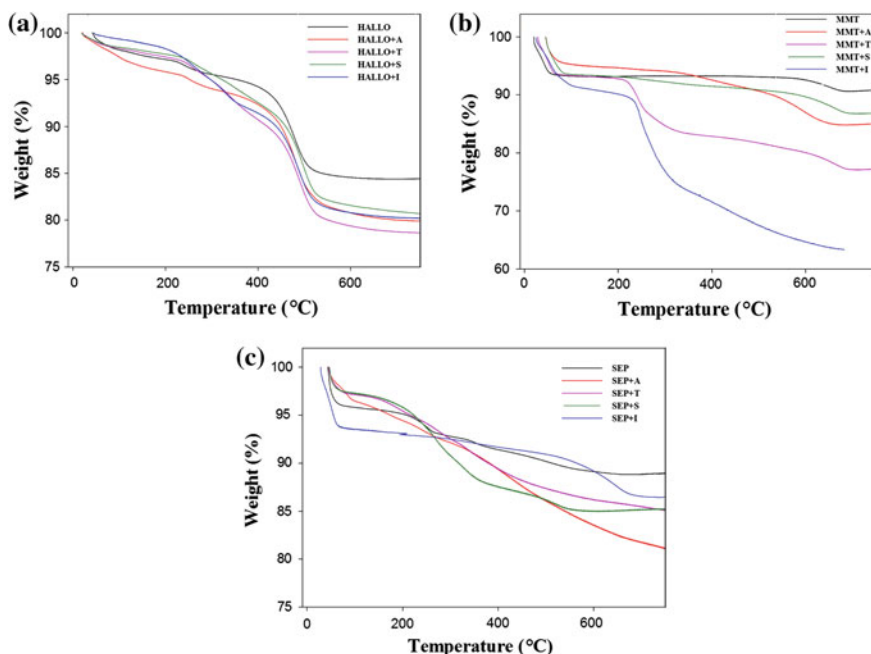 (a)
HALLO
HALLO+A
HALLO+T
HALLO+S
HALLO+I
100
95
90
85
80
75
Weight (%)
0 200 400 600
Temperature (°C)
(b)
MMT
MMT+A
MMT+T
MMT+S
MMT+I
100
90
80
70
60
Weight (%)
0 200 400 600
Temperature (°C)
(c)
SEP
SEP+A
SEP+T
SEP+S
SEP+I
100
95
90
85
80
75
Weight (%)
0 200 400 600
Temperature (°C)